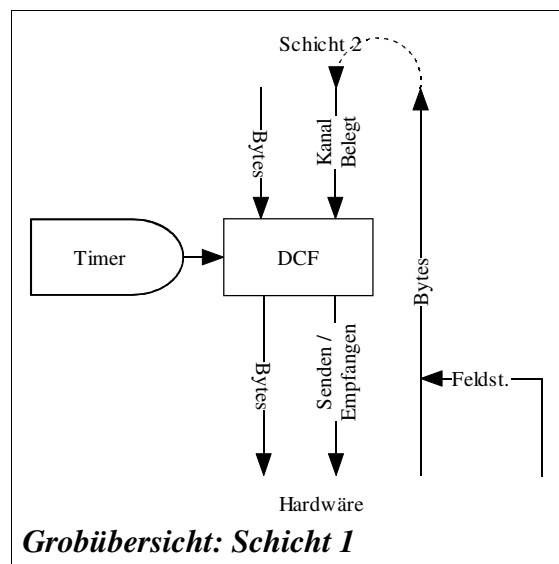 Schicht 2
Bytes
Kanal
Belegt
Timer
DCF
Bytes
Bytes
Senden /
Empfangen
Feldst.
Hardwäre
Grobübersicht: Schicht 1